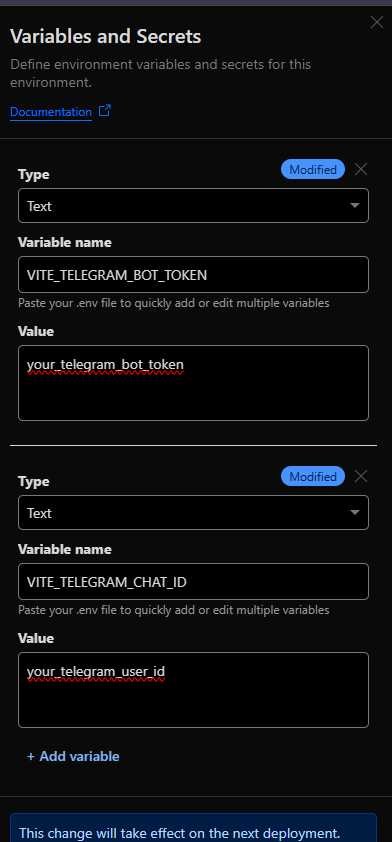 Variables and Secrets
Define environment variables and secrets for this
environment.
Documentation
Type
Modified
Text
Variable name
VITE_TELEGRAM_BOT_TOKEN
Paste your .env file to quickly add or edit multiple variables
Value
your_telegram_bot_token
Type
Modified
Text
Variable name
VITE_TELEGRAM_CHAT_ID
Paste your .env file to quickly add or edit multiple variables
Value
your_telegram_user_id
+ Add variable
This change will take effect on the next deployment.